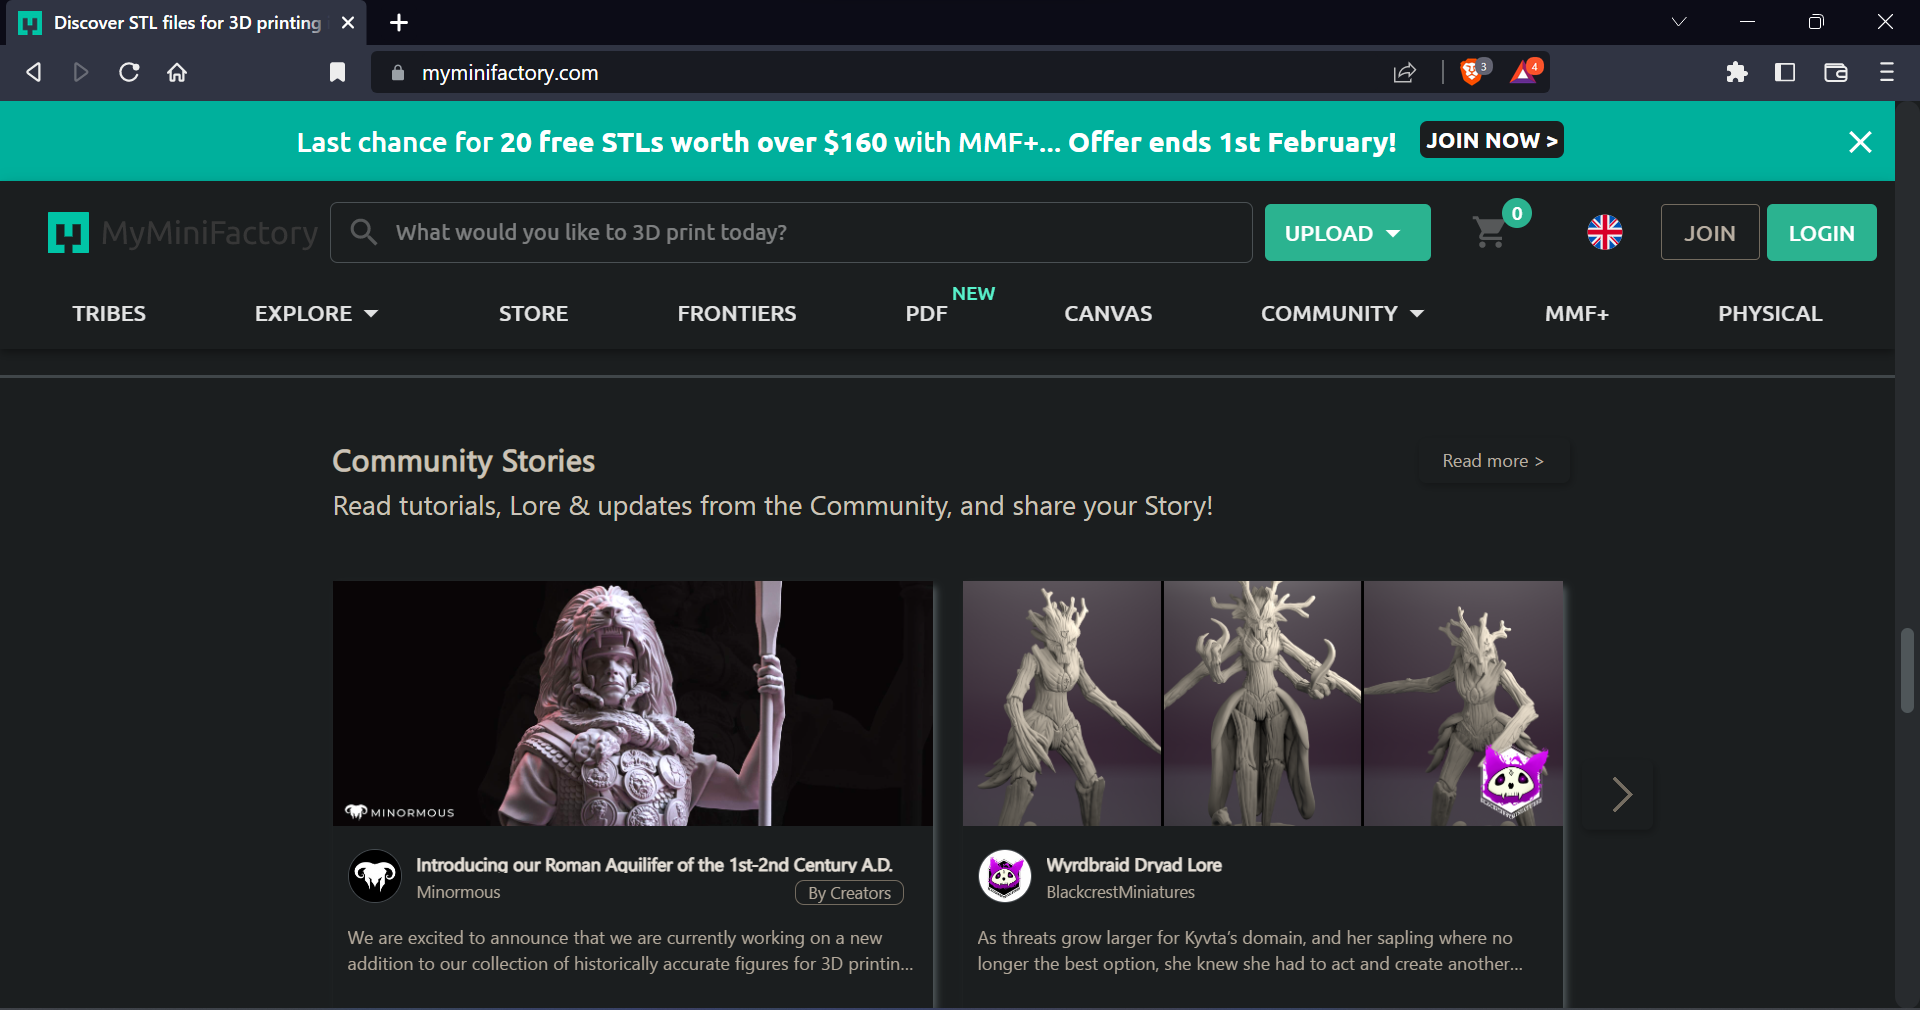 Discover STL files for 3D printing
myminifactory.com
3
4
Last chance for 20 free STLs worth over $160 with MMF+... Offer ends 1st February!
JOIN NOW >
MyMiniFactory
What would you like to 3D print today?
UPLOAD
0
JOIN
LOGIN
TRIBES
EXPLORE
STORE
FRONTIERS
PDF
NEW
CANVAS
COMMUNITY
MMF+
PHYSICAL
Community Stories
Read more >
Read tutorials, Lore & updates from the Community, and share your Story!
MINORMOUS
Introducing our Roman Aquilifer of the 1st-2nd Century A.D.
Minormous
By Creators
We are excited to announce that we are currently working on a new
addition to our collection of historically accurate figures for 3D printin...
Wyrdbraid Dryad Lore
BlackcrestMiniatures
As threats grow larger for Kyvta's domain, and her sapling where no
longer the best option, she knew she had to act and create another...